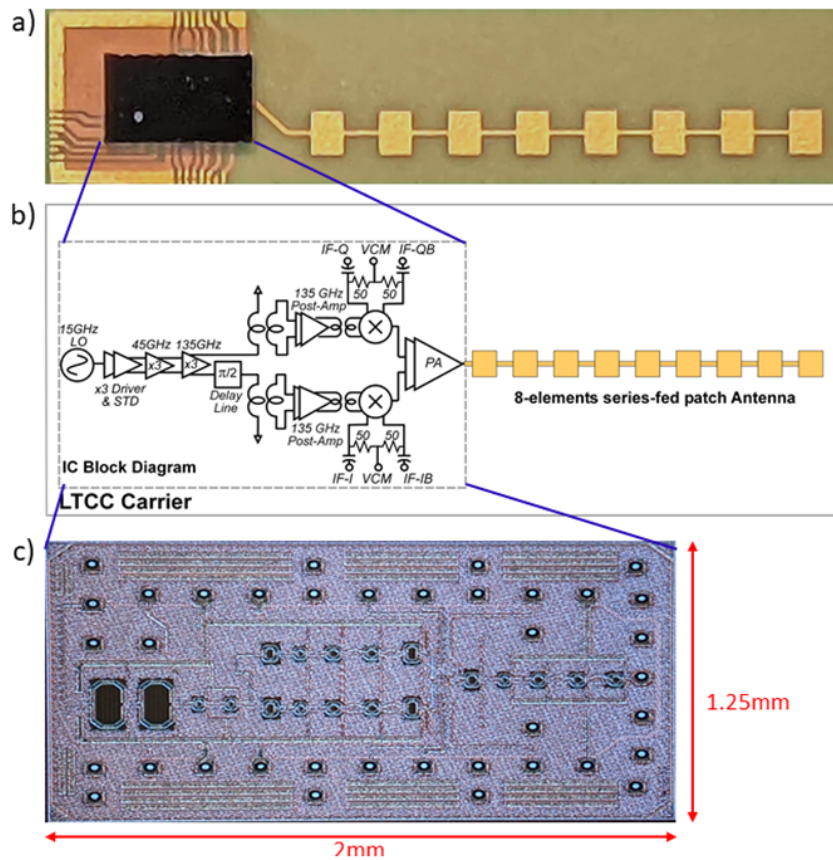 a)
b)
IF-Q VCM IF-QB
50 50
135 GHz
Post-Amp
15GHz
LO
45GHz
135GHz
x3
x3
x3 Driver
& STD
π/2
Delay
Line
PA
8-elements series-fed patch Antenna
135 GHz
Post-Amp
50 50
IF-I VCM IF-IB
IC Block Diagram
LTCC Carrier
c)
1.25mm
2mm